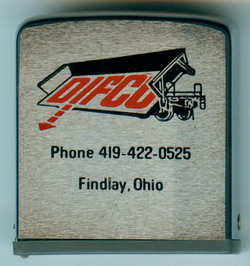 DIFCO
Phone 419-422-0525
Findlay, Ohio